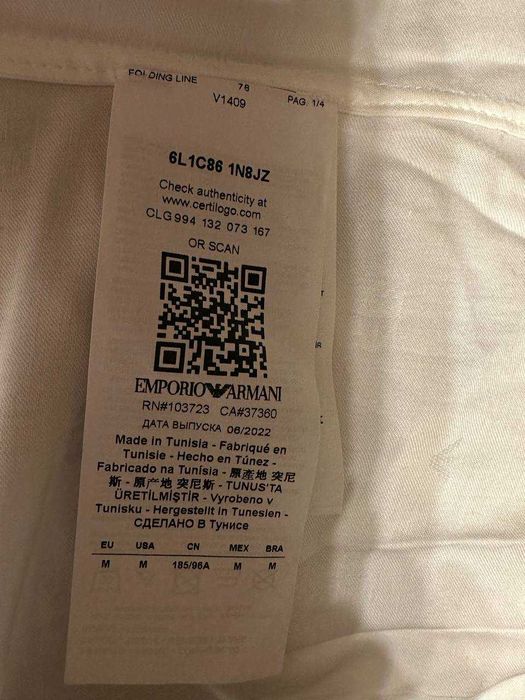 FOLDING LINE
78
V1409
PAG. 1/4
6L1C86 1N8JZ
Check authenticity at
www.certilogo.com
CLG 994 132 073 167
OR SCAN
EMPORIO ARMANI
RN#103723 CA#37360
ДАТА ВЫПУСКА 06/2022
Made in Tunisia - Fabriqué en
Tunisie - Hecho en Túnez -
Fabricado na Tunísia - 原產地 突尼
斯 - 原产地 突尼斯 - TUNUS'TA
ÜRETİLMİŞTİR - Vyrobeno v
Tunisku - Hergestellt in Tunesien -
СДЕЛАНО В Тунисе
EU USA CN MEX BRA
M M 185/96A M M